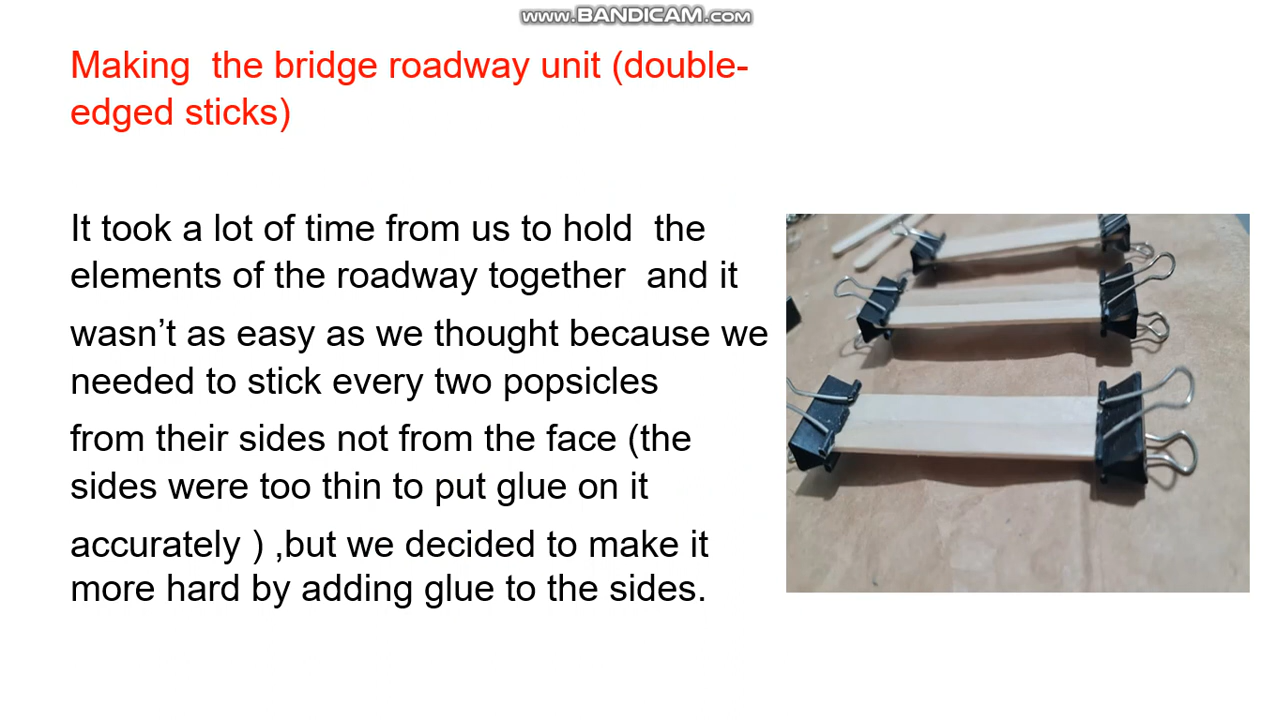 www.BANDICAM.com
Making  the bridge roadway unit (double-
edged sticks)
It took a lot of time from us to hold  the
elements of the roadway together  and it
wasn’t as easy as we thought because we
needed to stick every two popsicles
from their sides not from the face (the
sides were too thin to put glue on it
accurately ) ,but we decided to make it
more hard by adding glue to the sides.